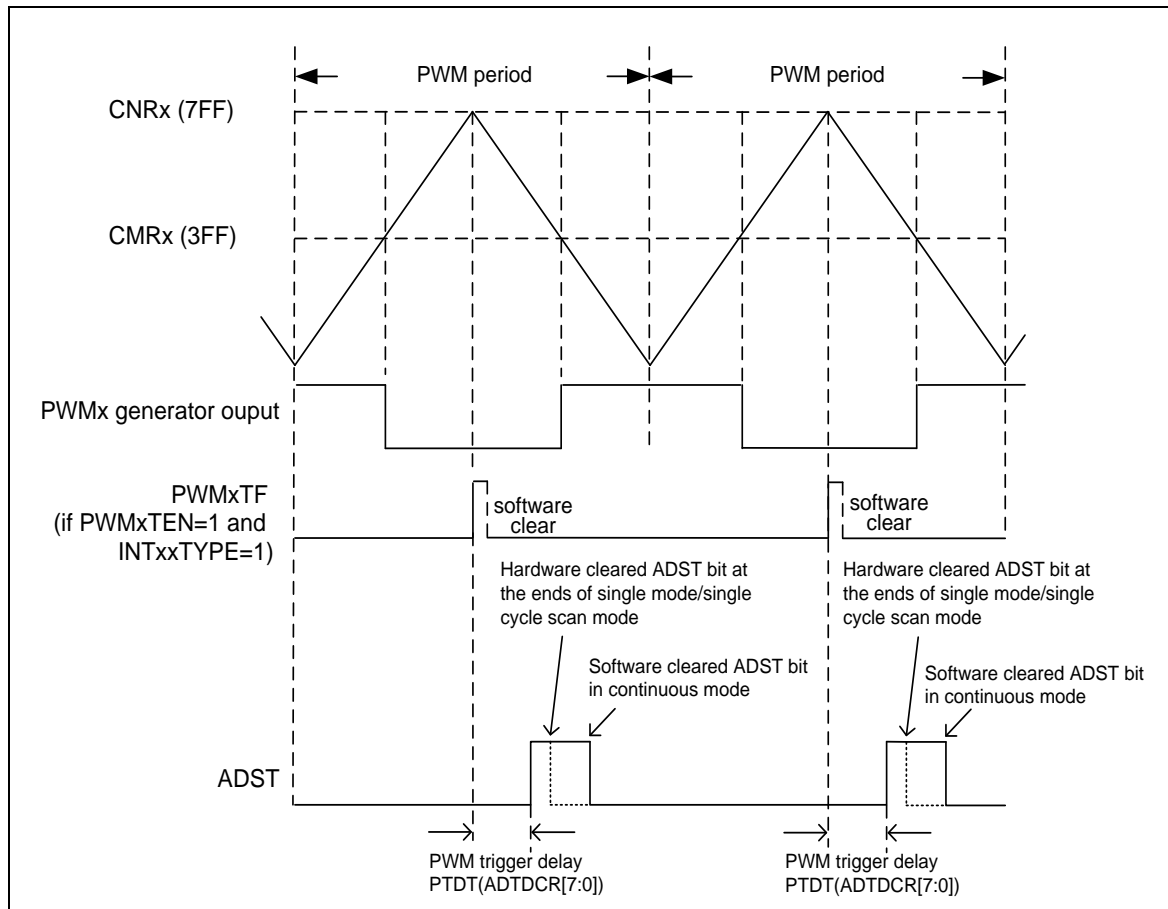 PWM period
PWM period
CNRx (7FF)
CMRx (3FF)
PWMx generator ouput
PWMxTF
(if PWMxTEN=1 and
INTxxTYPE=1)
software
clear
software
clear
Hardware cleared ADST bit at
the ends of single mode/single
cycle scan mode
Hardware cleared ADST bit at
the ends of single mode/single
cycle scan mode
Software cleared ADST bit
in continuous mode
Software cleared ADST bit
in continuous mode
ADST
PWM trigger delay
PTDT(ADTDCR[7:0])
PWM trigger delay
PTDT(ADTDCR[7:0])